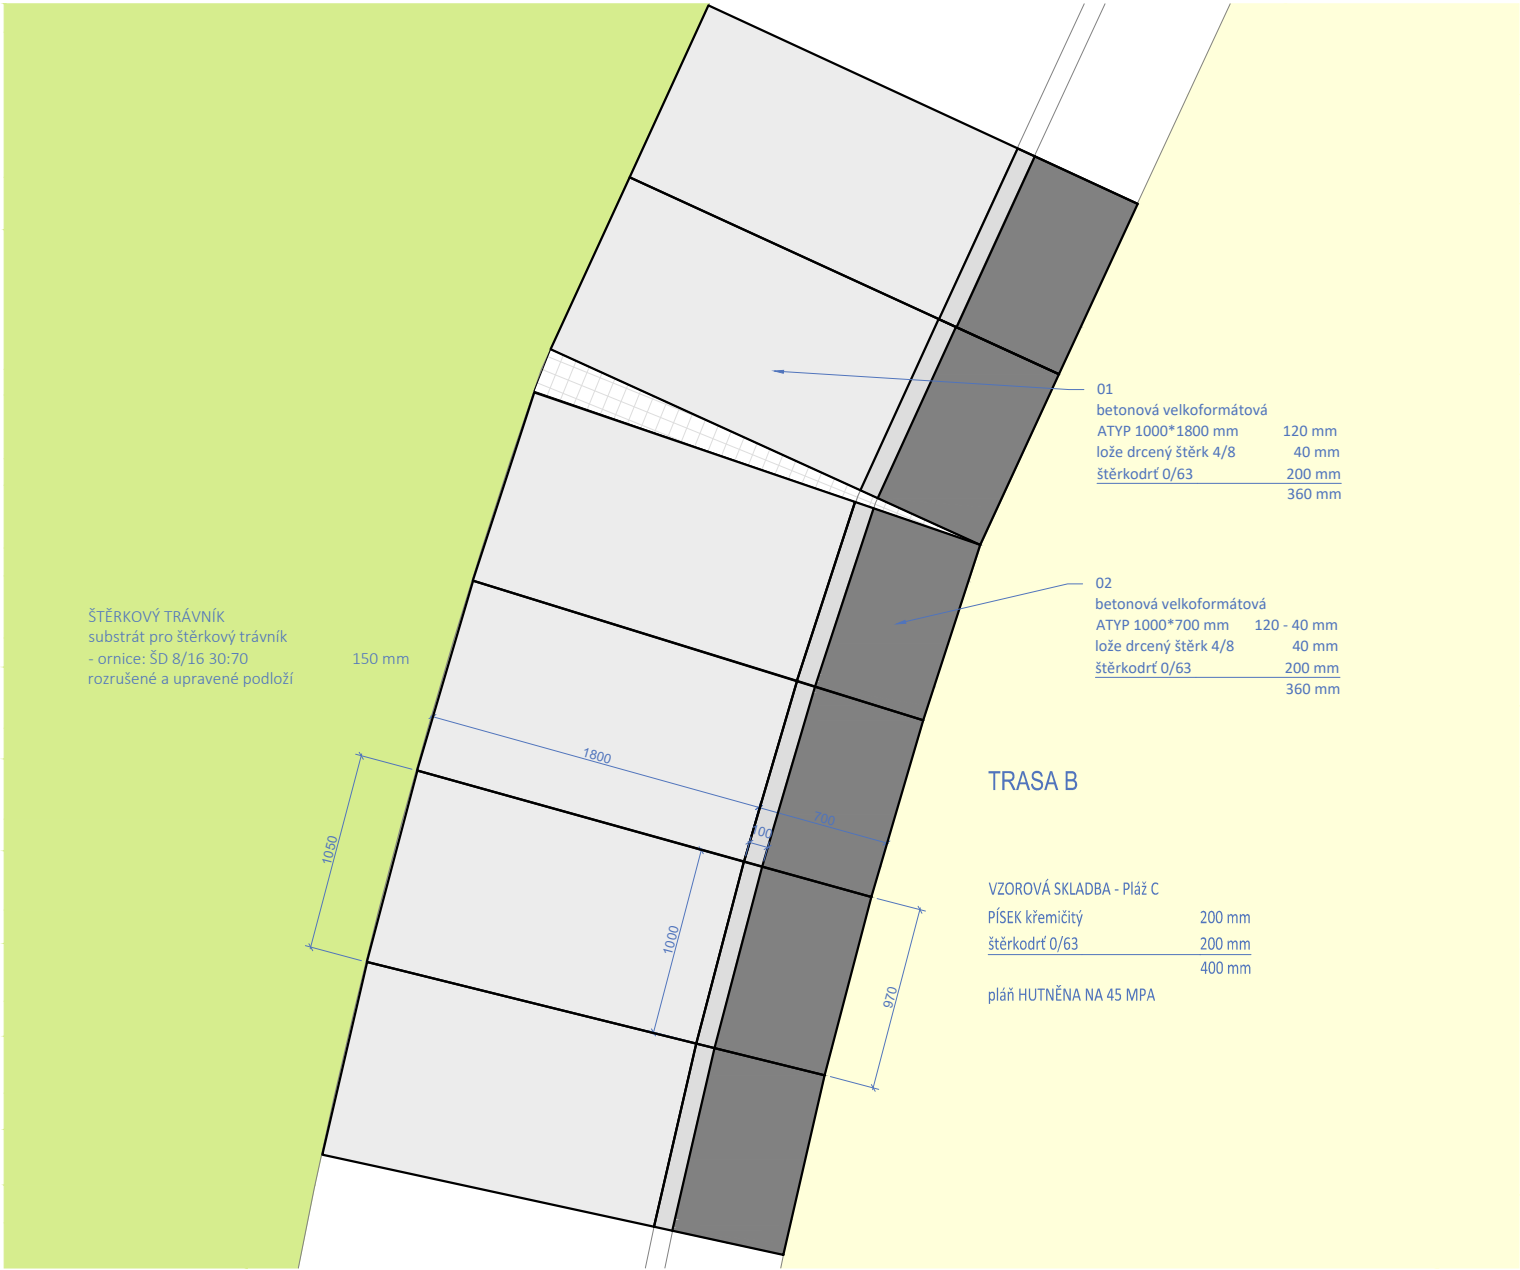 01
betonová velkoformátová
ATYP 1000*1800 mm 120 mm
lože drcený štěrk 4/8 40 mm
štěrkodrť 0/63 200 mm
360 mm
02
betonová velkoformátová
ATYP 1000*700 mm 120 - 40 mm
lože drcený štěrk 4/8 40 mm
štěrkodrť 0/63 200 mm
360 mm
ŠTĚRKOVÝ TRÁVNÍK
substrát pro štěrkový trávník
- ornice: ŠD 8/16 30:70 150 mm
rozrušené a upravené podloží
1800
700
100
1050
1000
970
TRASA B
VZOROVÁ SKLADBA - Pláž C
PÍSEK křemičitý 200 mm
štěrkodrť 0/63 200 mm
400 mm
pláň HUTNĚNA NA 45 MPA